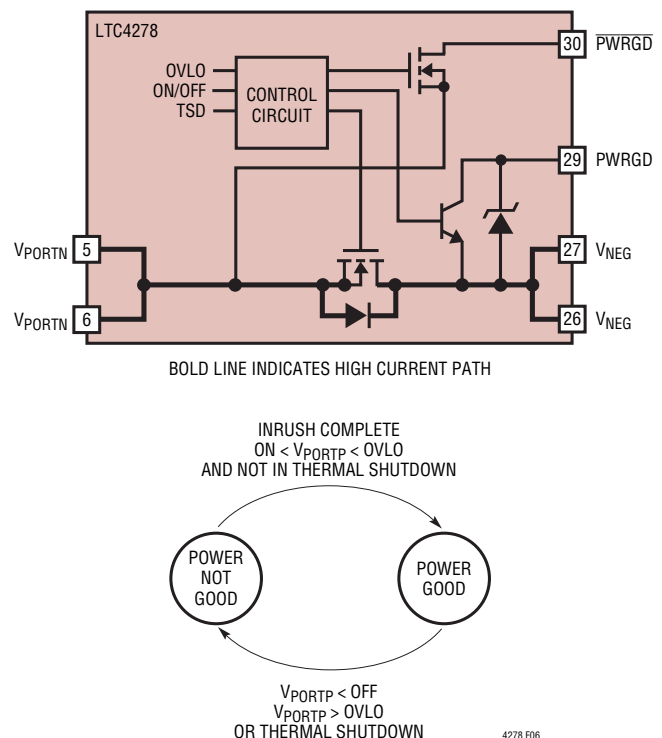 LTC4278
30 PWRGD
OVLO
ON/OFF
TSD
CONTROL
CIRCUIT
29 PWRGD
VPORTN 5
27 VNEG
VPORTN 6
26 VNEG
BOLD LINE INDICATES HIGH CURRENT PATH
INRUSH COMPLETE
ON < VPORTP < OVLO
AND NOT IN THERMAL SHUTDOWN
POWER
NOT
GOOD
POWER
GOOD
VPORTP < OFF
VPORTP > OVLO
OR THERMAL SHUTDOWN
4278 F06